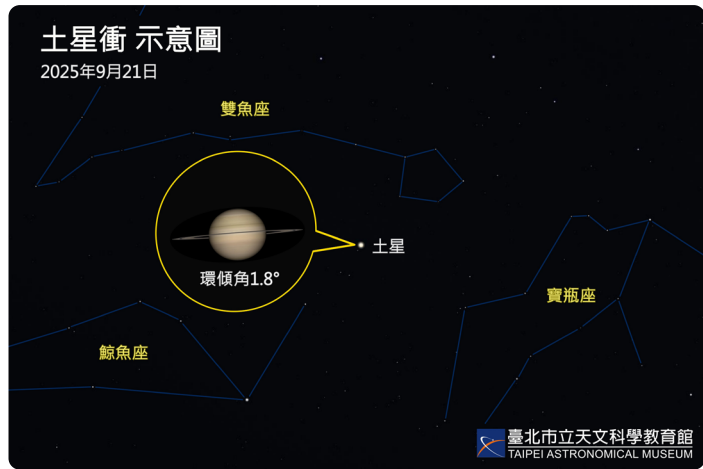 土星衝 示意圖
2025年9月21日
雙魚座
土星
環傾角1.8°
寶瓶座
鯨魚座
臺北市立天文科學教育館
TAIPEI ASTRONOMICAL MUSEUM